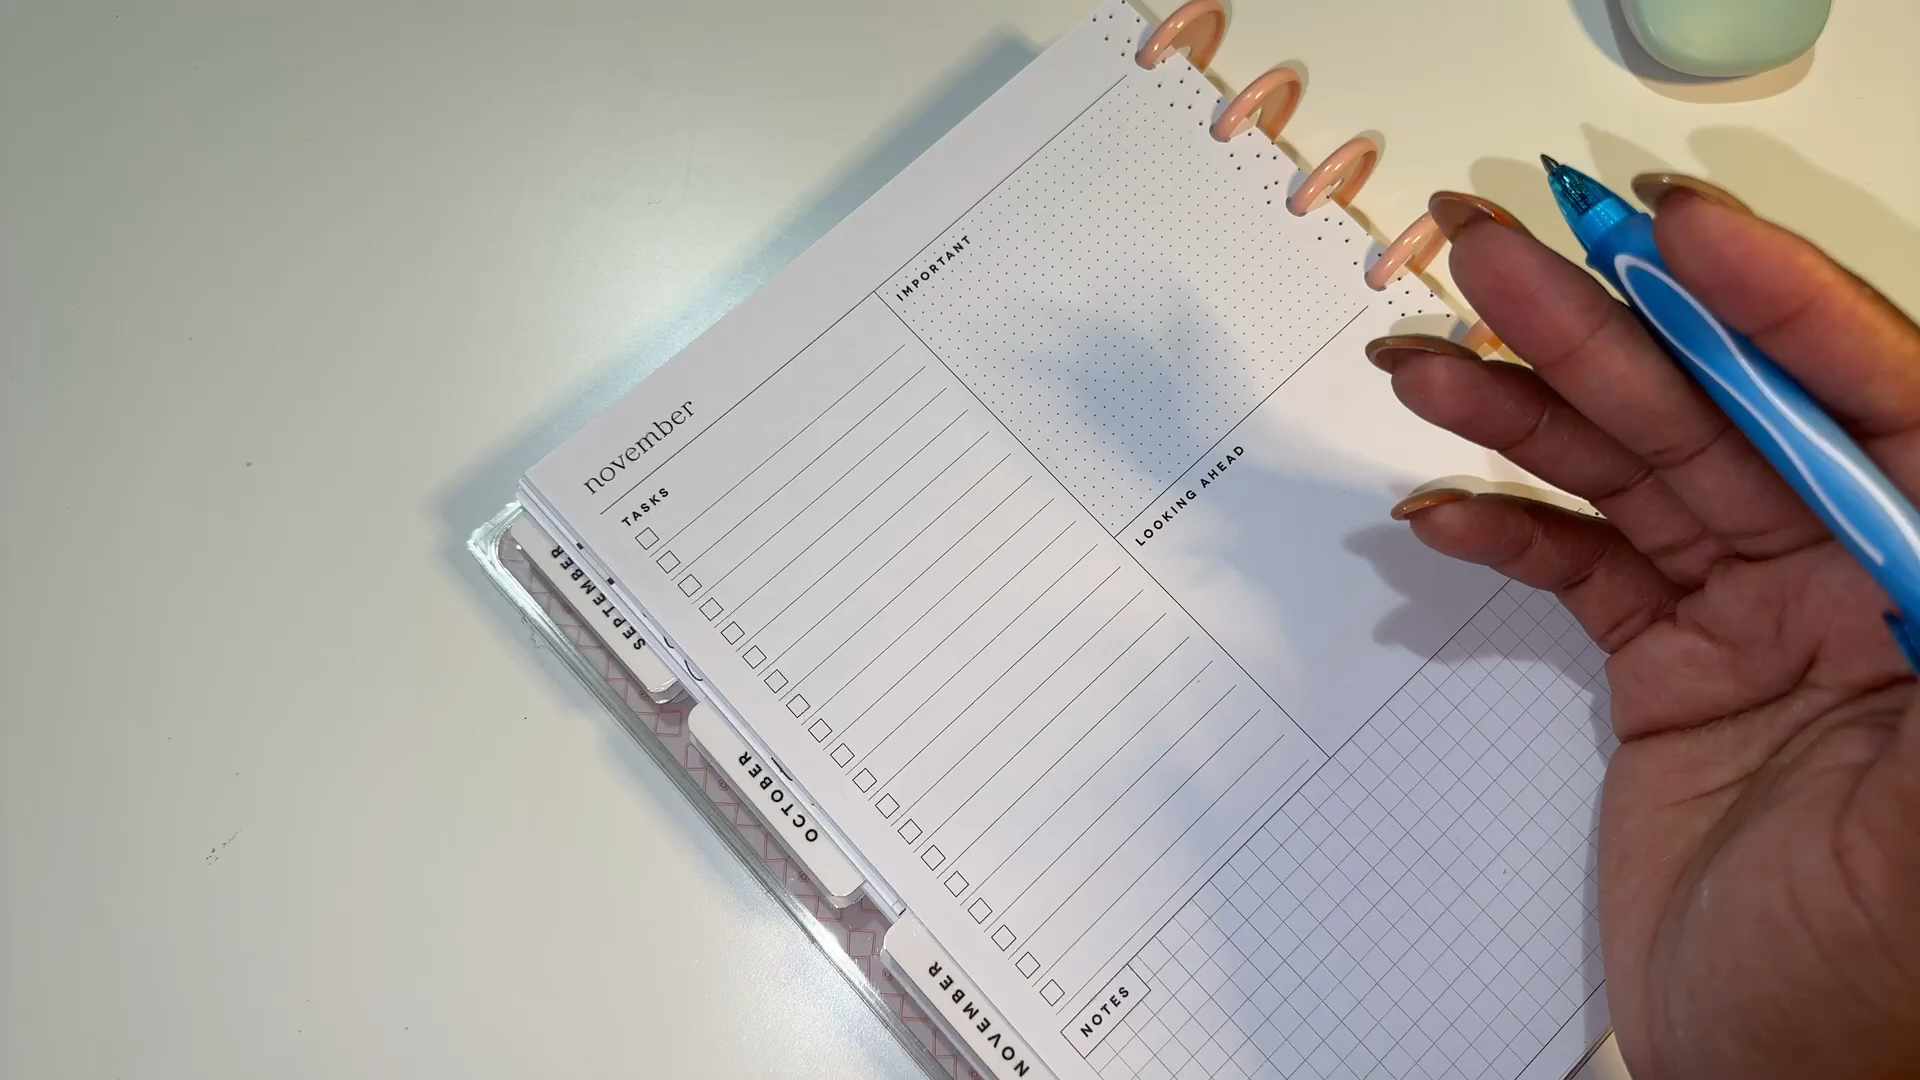 november
TASKS
IMPORTANT
LOOKING AHEAD
NOTES
SEPTEMBER
OCTOBER
NOVEMBER